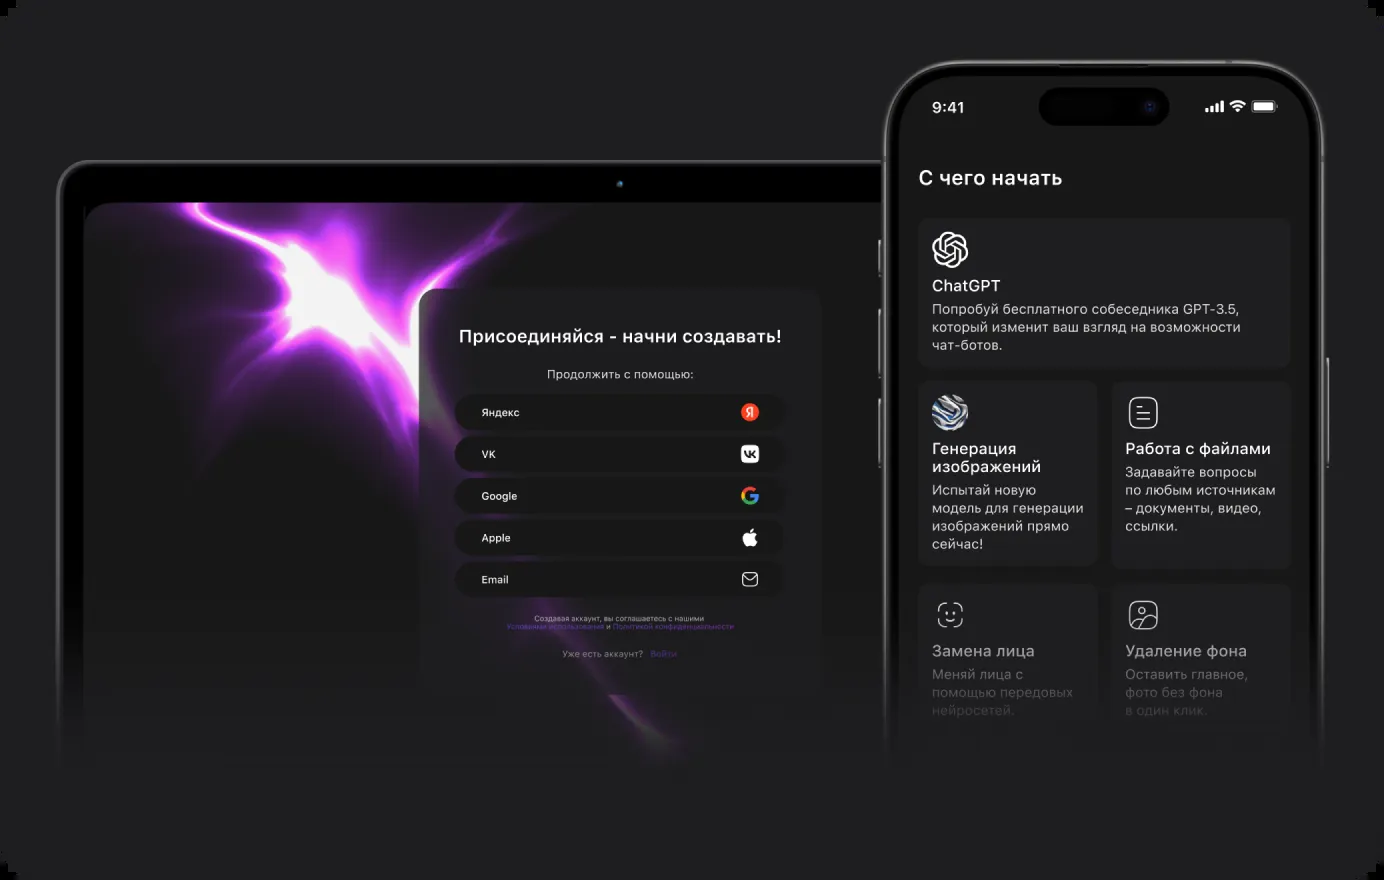 Присоединяйся - начни создавать!
Продолжить с помощью:
Яндекс
Я
VK
Google
Apple
Email
Создавая аккаунт, вы соглашаетесь с нашими
Условиями использования и Политикой конфиденциальности
Уже есть аккаунт? Войти
9:41
С чего начать
ChatGPT
Попробуй бесплатного собеседника GPT-3.5,
который изменит ваш взгляд на возможности
чат-ботов.
Генерация
изображений
Испытай новую
модель для генерации
изображений прямо
сейчас!
Работа с файлами
Задавайте вопросы
по любым источникам
– документы, видео,
ссылки.
Замена лица
Меняй лица с
помощью передовых
нейросетей.
Удаление фона
Оставить главное,
фото без фона
в один клик.